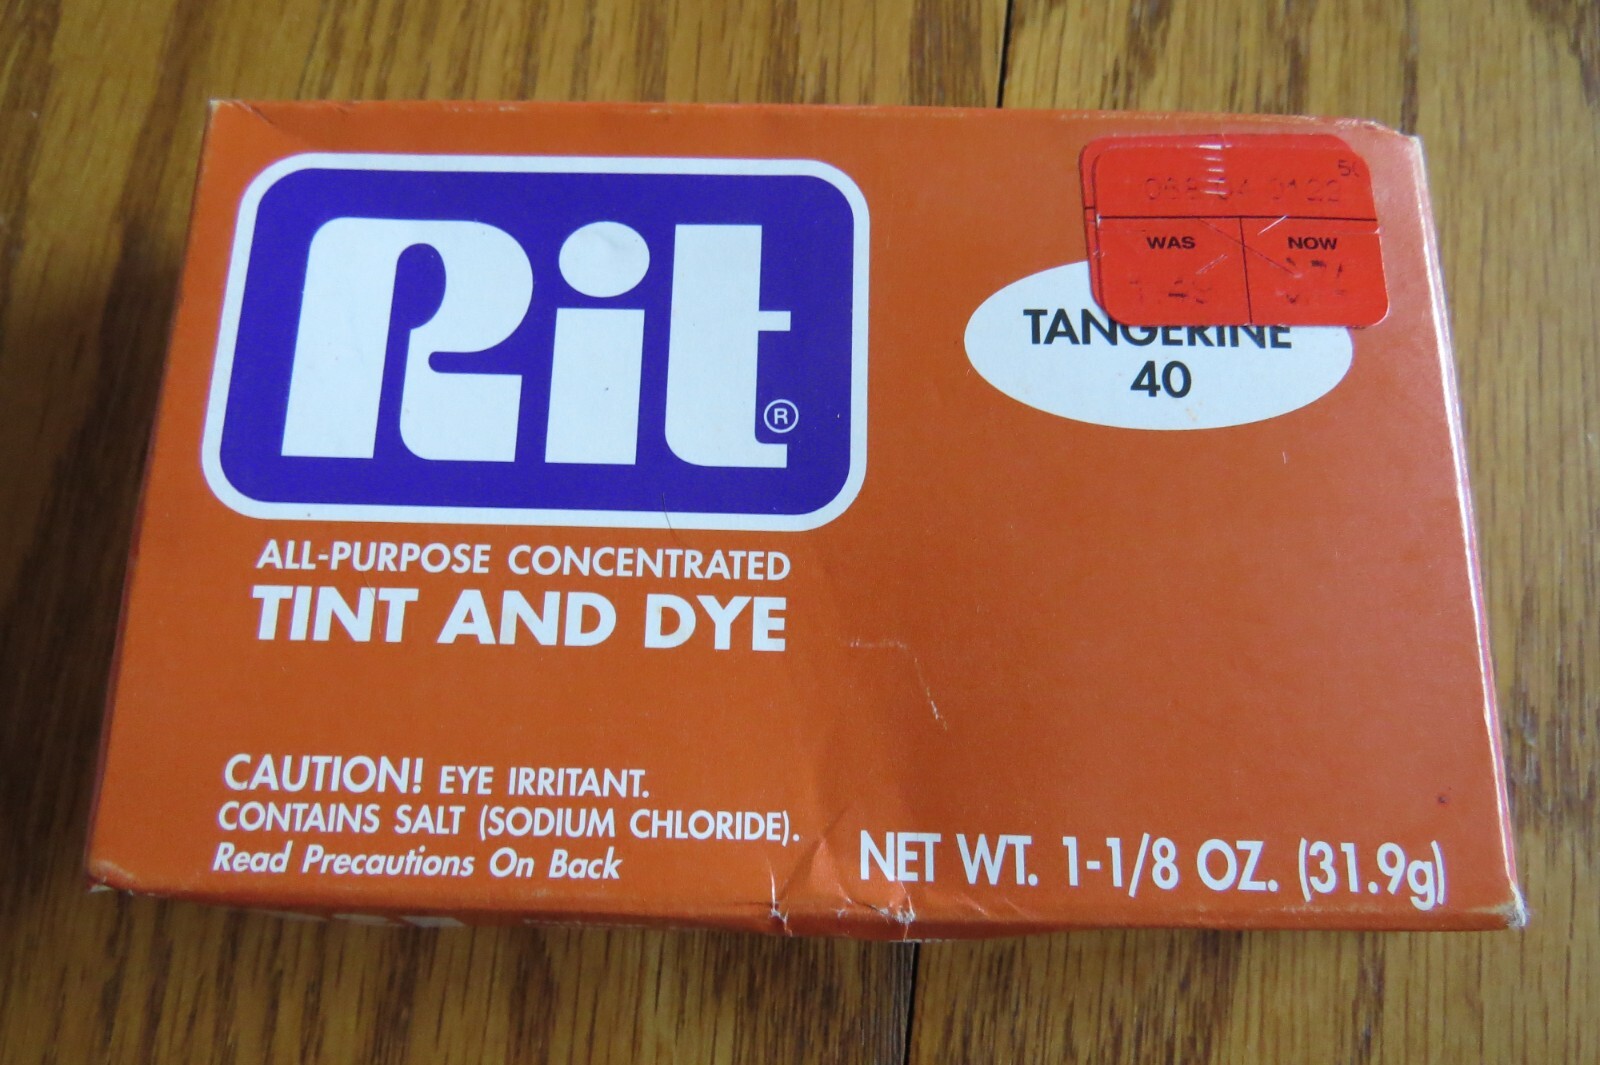 Rit®
WAS NOW
TANGERINE
40
ALL-PURPOSE CONCENTRATED
TINT AND DYE
CAUTION! EYE IRRITANT.
CONTAINS SALT (SODIUM CHLORIDE).
Read Precautions On Back
NET WT. 1-1/8 OZ. (31.9g)